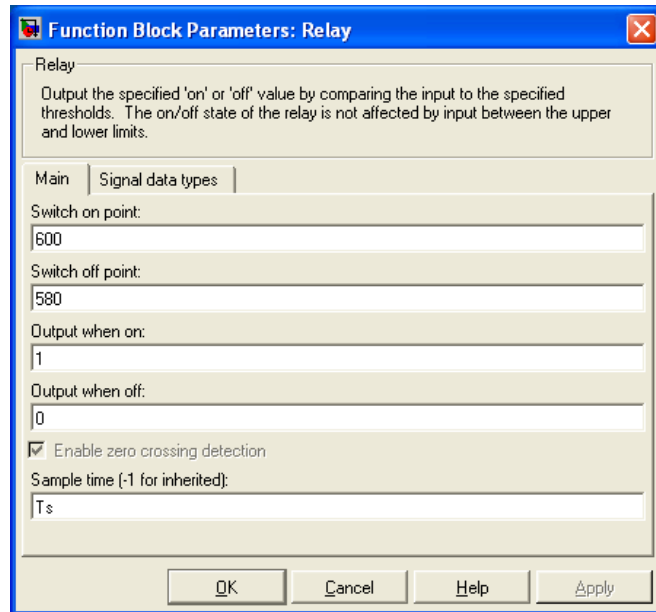 Function Block Parameters: Relay
Relay
Output the specified 'on' or 'off' value by comparing the input to the specified
thresholds. The on/off state of the relay is not affected by input between the upper
and lower limits.
Main Signal data types
Switch on point:
600
Switch off point:
580
Output when on:
1
Output when off:
0
Enable zero crossing detection
Sample time (-1 for inherited):
Ts
OK Cancel Help Apply